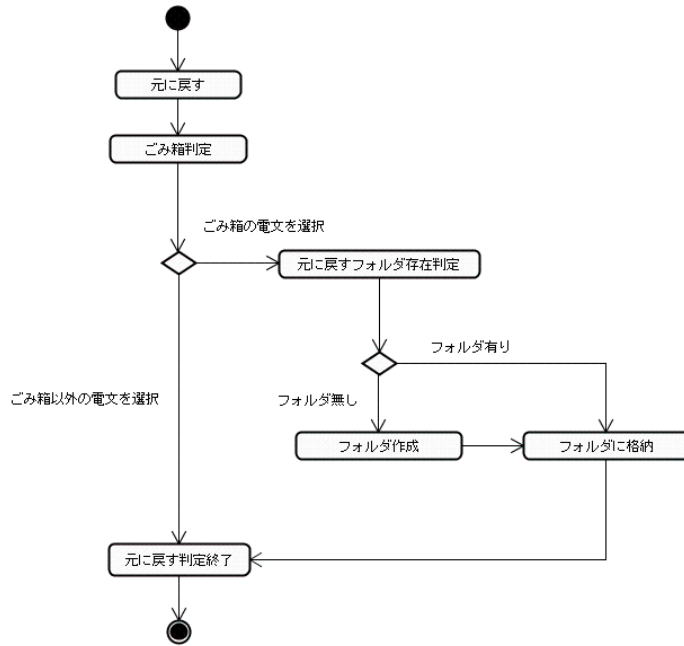 元に戻す
ごみ箱判定
ごみ箱の電文を選択
元に戻すフォルダ存在判定
フォルダ有り
ごみ箱以外の電文を選択
フォルダ無し
フォルダ作成
フォルダに格納
元に戻す判定終了